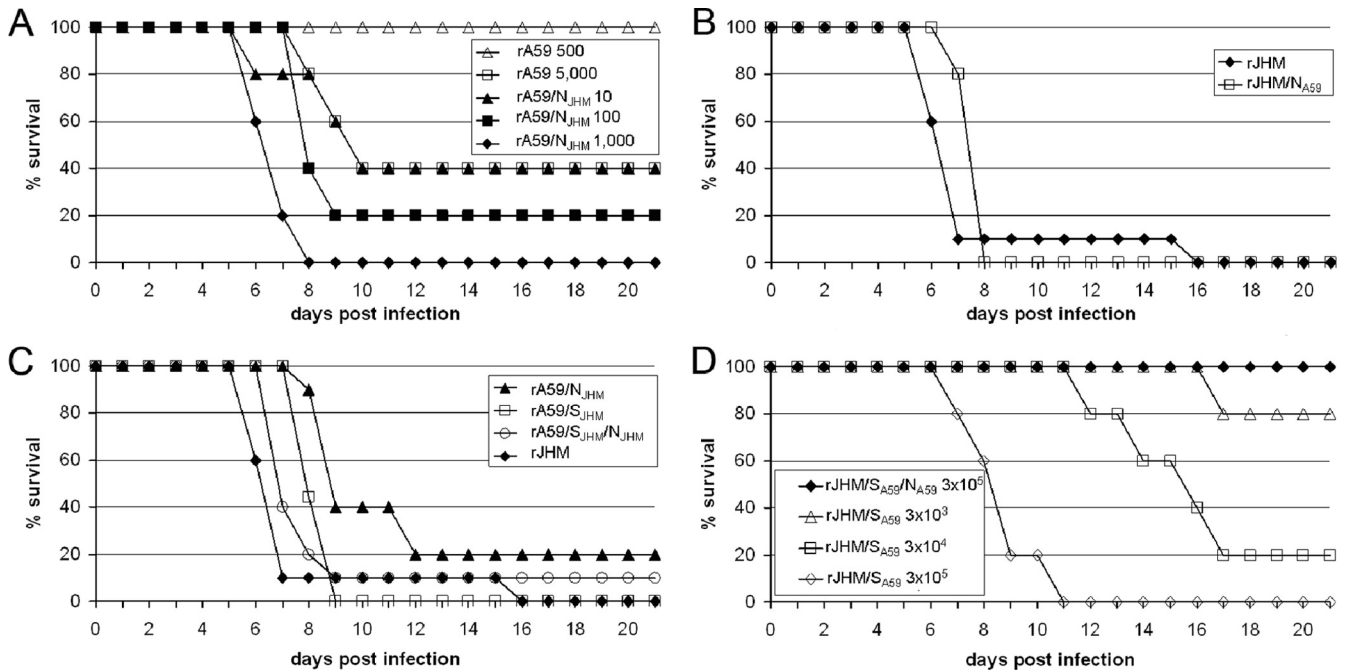 A
% survival
100
80
60
40
20
0
0 2 4 6 8 10 12 14 16 18 20
days post infection
rA59 500
rA59 5,000
rA59/NJHM 10
rA59/NJHM 100
rA59/NJHM 1,000
B
% survival
100
80
60
40
20
0
0 2 4 6 8 10 12 14 16 18 20
days post infection
rJHM
rJHM/NA59
C
% survival
100
80
60
40
20
0
0 2 4 6 8 10 12 14 16 18 20
days post infection
rA59/NJHM
rA59/SJHM
rA59/SJHM/NJHM
rJHM
D
% survival
100
80
60
40
20
0
0 2 4 6 8 10 12 14 16 18 20
days post infection
rJHM/SA59/NA59 3x10⁵
rJHM/SA59 3x10³
rJHM/SA59 3x10⁴
rJHM/SA59 3x10⁵